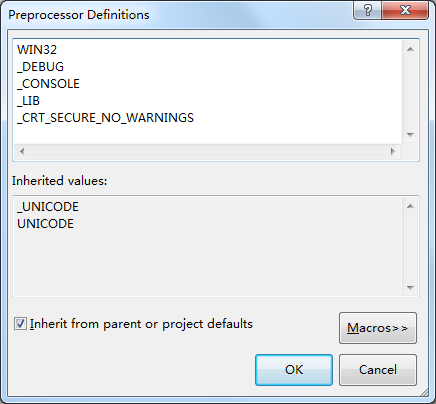 Preprocessor Definitions
WIN32
_DEBUG
_CONSOLE
_LIB
_CRT_SECURE_NO_WARNINGS
Inherited values:
_UNICODE
UNICODE
Inherit from parent or project defaults
Macros>>
OK
Cancel